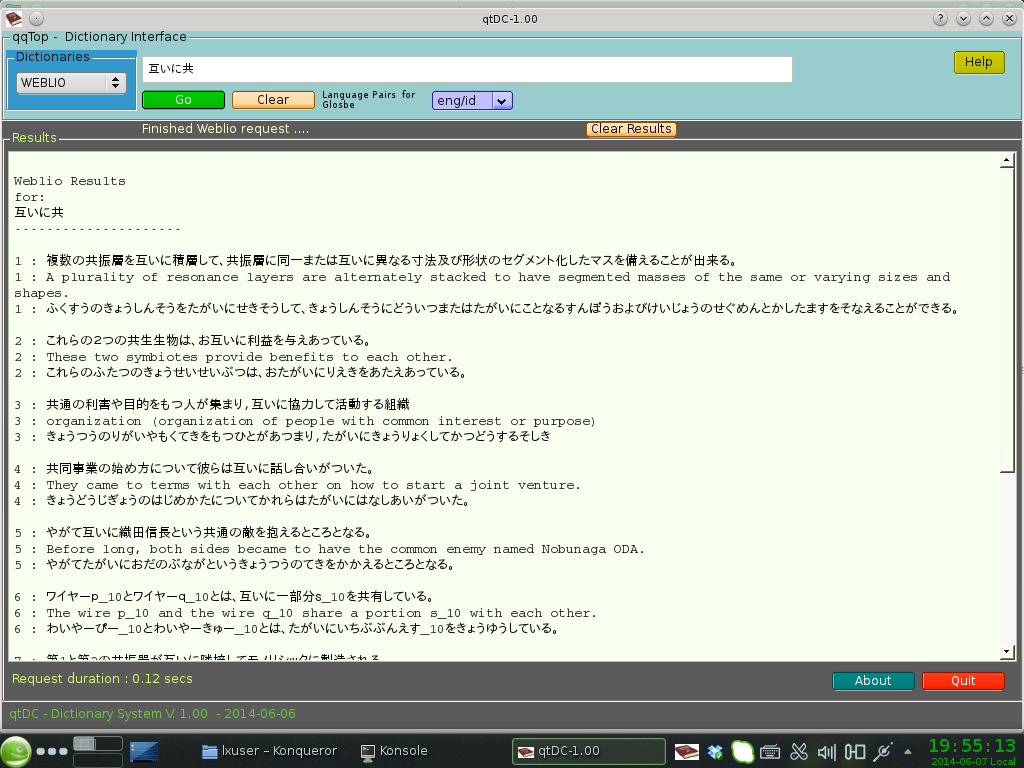 qtDC-1.00
qqTop - Dictionary Interface
Dictionaries
WEBLIO
互いに共
Help
Go
Clear
Language Pairs for
Glosbe
eng/id
Finished Weblio request ....
Clear Results
Results
Weblio Results
for:
互いに共
---------------------
1 : 複数の共振層を互いに積層して、共振層に同一または互いに異なる寸法及び形状のセグメント化したマスを備えることが出来る。
1 : A plurality of resonance layers are alternately stacked to have segmented masses of the same or varying sizes and
shapes.
1 : ふくすうのきょうしんそうをたがいにせきそうして、きょうしんそうにどういつまたはたがいにことなるすんぽうおよびけいじょうのせぐめんとかしたますをそなえることができる。
2 : これらの２つの共生生物は、お互いに利益を与えあっている。
2 : These two symbiotes provide benefits to each other.
2 : これらのふたつのきょうせいせいぶつは、おたがいにりえきをあたえあっている。
3 : 共通の利害や目的をもつ人が集まり,互いに協力して活動する組織
3 : organization (organization of people with common interest or purpose)
3 : きょうつうのりがいやもくてきをもつひとがあつまり,たがいにきょうりょくしてかつどうするそしき
4 : 共同事業の始め方について彼らは互いに話し合いがついた。
4 : They came to terms with each other on how to start a joint venture.
4 : きょうどうじぎょうのはじめかたについてかれらはたがいにはなしあいがついた。
5 : やがて互いに織田信長という共通の敵を抱えるところとなる。
5 : Before long, both sides became to have the common enemy named Nobunaga ODA.
5 : やがてたがいにおだのぶながというきょうつうのてきをかかえるところとなる。
6 : ワイヤーp_10とワイヤーq_10とは、互いに一部分s_10を共有している。
6 : The wire p_10 and the wire q_10 share a portion s_10 with each other.
6 : わいやーぴー_10とわいやーきゅー_10とは、たがいにいちぶぶんえす_10をきょうゆうしている。
7 : 第1と第2の共振器が互いに隣接してモノリシックに製造される
Request duration : 0.12 secs
About
Quit
qtDC - Dictionary System V. 1.00 - 2014-06-06
lxuser – Konqueror
Konsole
qtDC-1.00
19:55:13
2014-06-07 Local